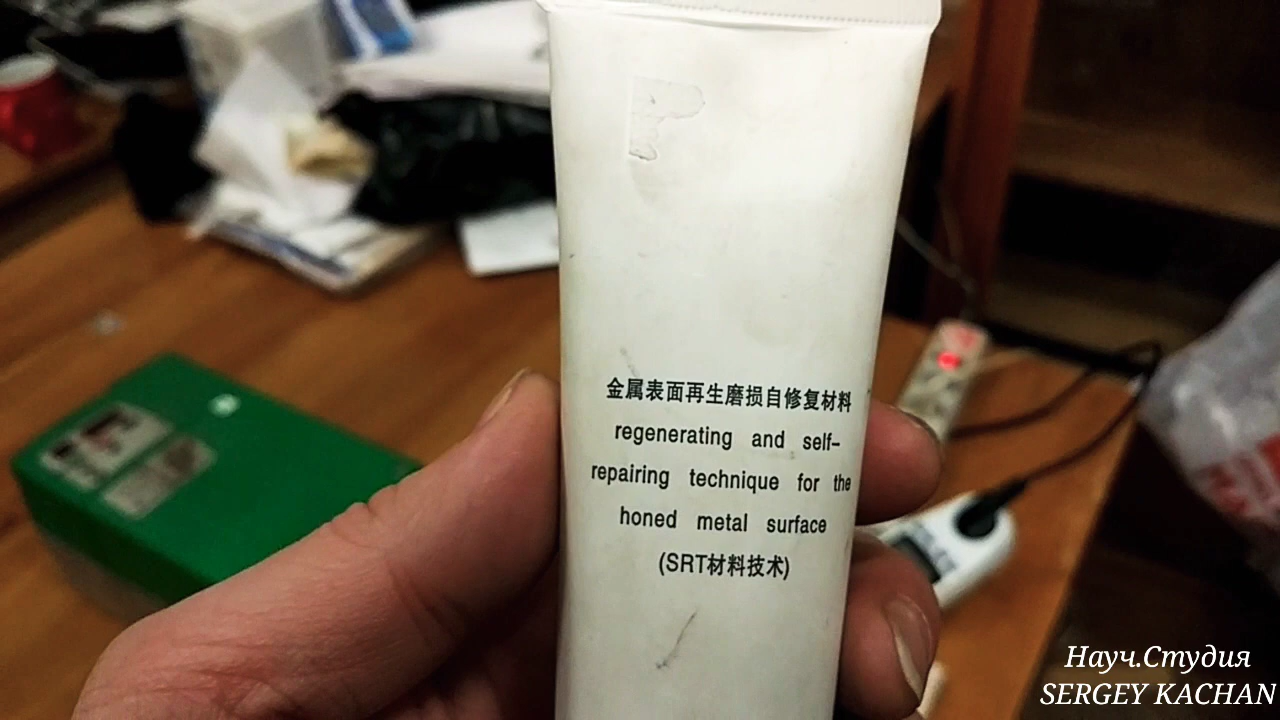 金属表面再生磨损自修复材料
regenerating and self-
repairing technique for the
honed metal surface
(SRT材料技术)
Науч.Студия
SERGEY KACHAN